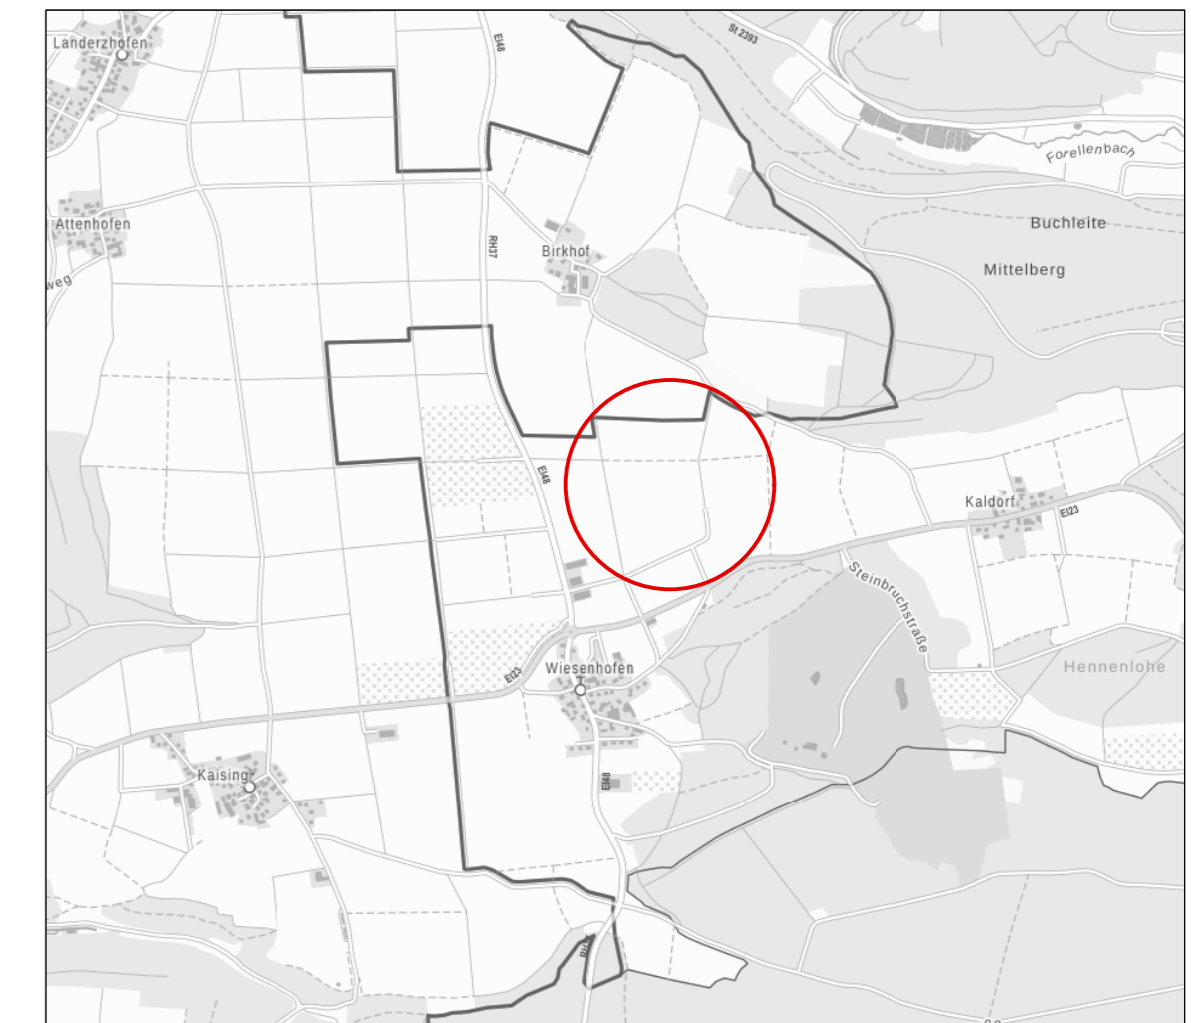 Landerzhofen
EI48
St 2393
Forellenbach
Attenhofen
Buchleite
RH37
Birkhof
Mittelberg
weg
EI48
Kaldorf
EI23
Steinbruchstraße
Wiesenhofen
EI23
Hennenlohe
Kaising
EI48